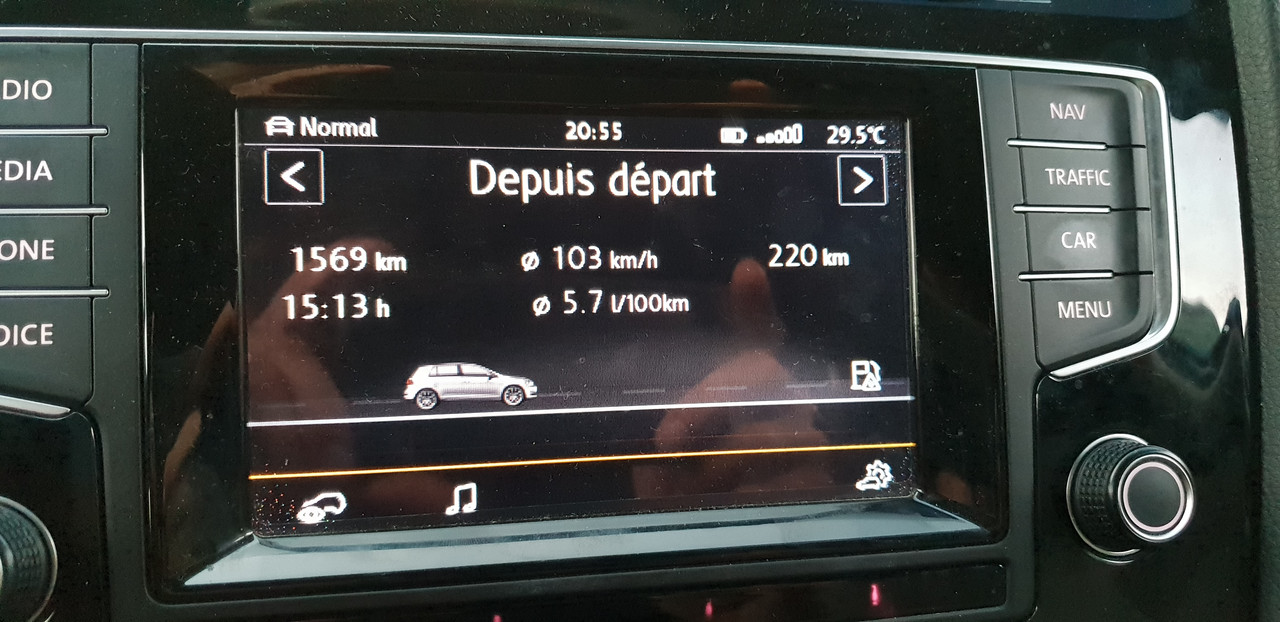 DIO
EDIA
ONE
OICE
Normal 20:55 29.5°C
< Depuis départ >
1569 km ø 103 km/h 220 km
15:13 h ø 5.7 l/100km
NAV
TRAFFIC
CAR
MENU